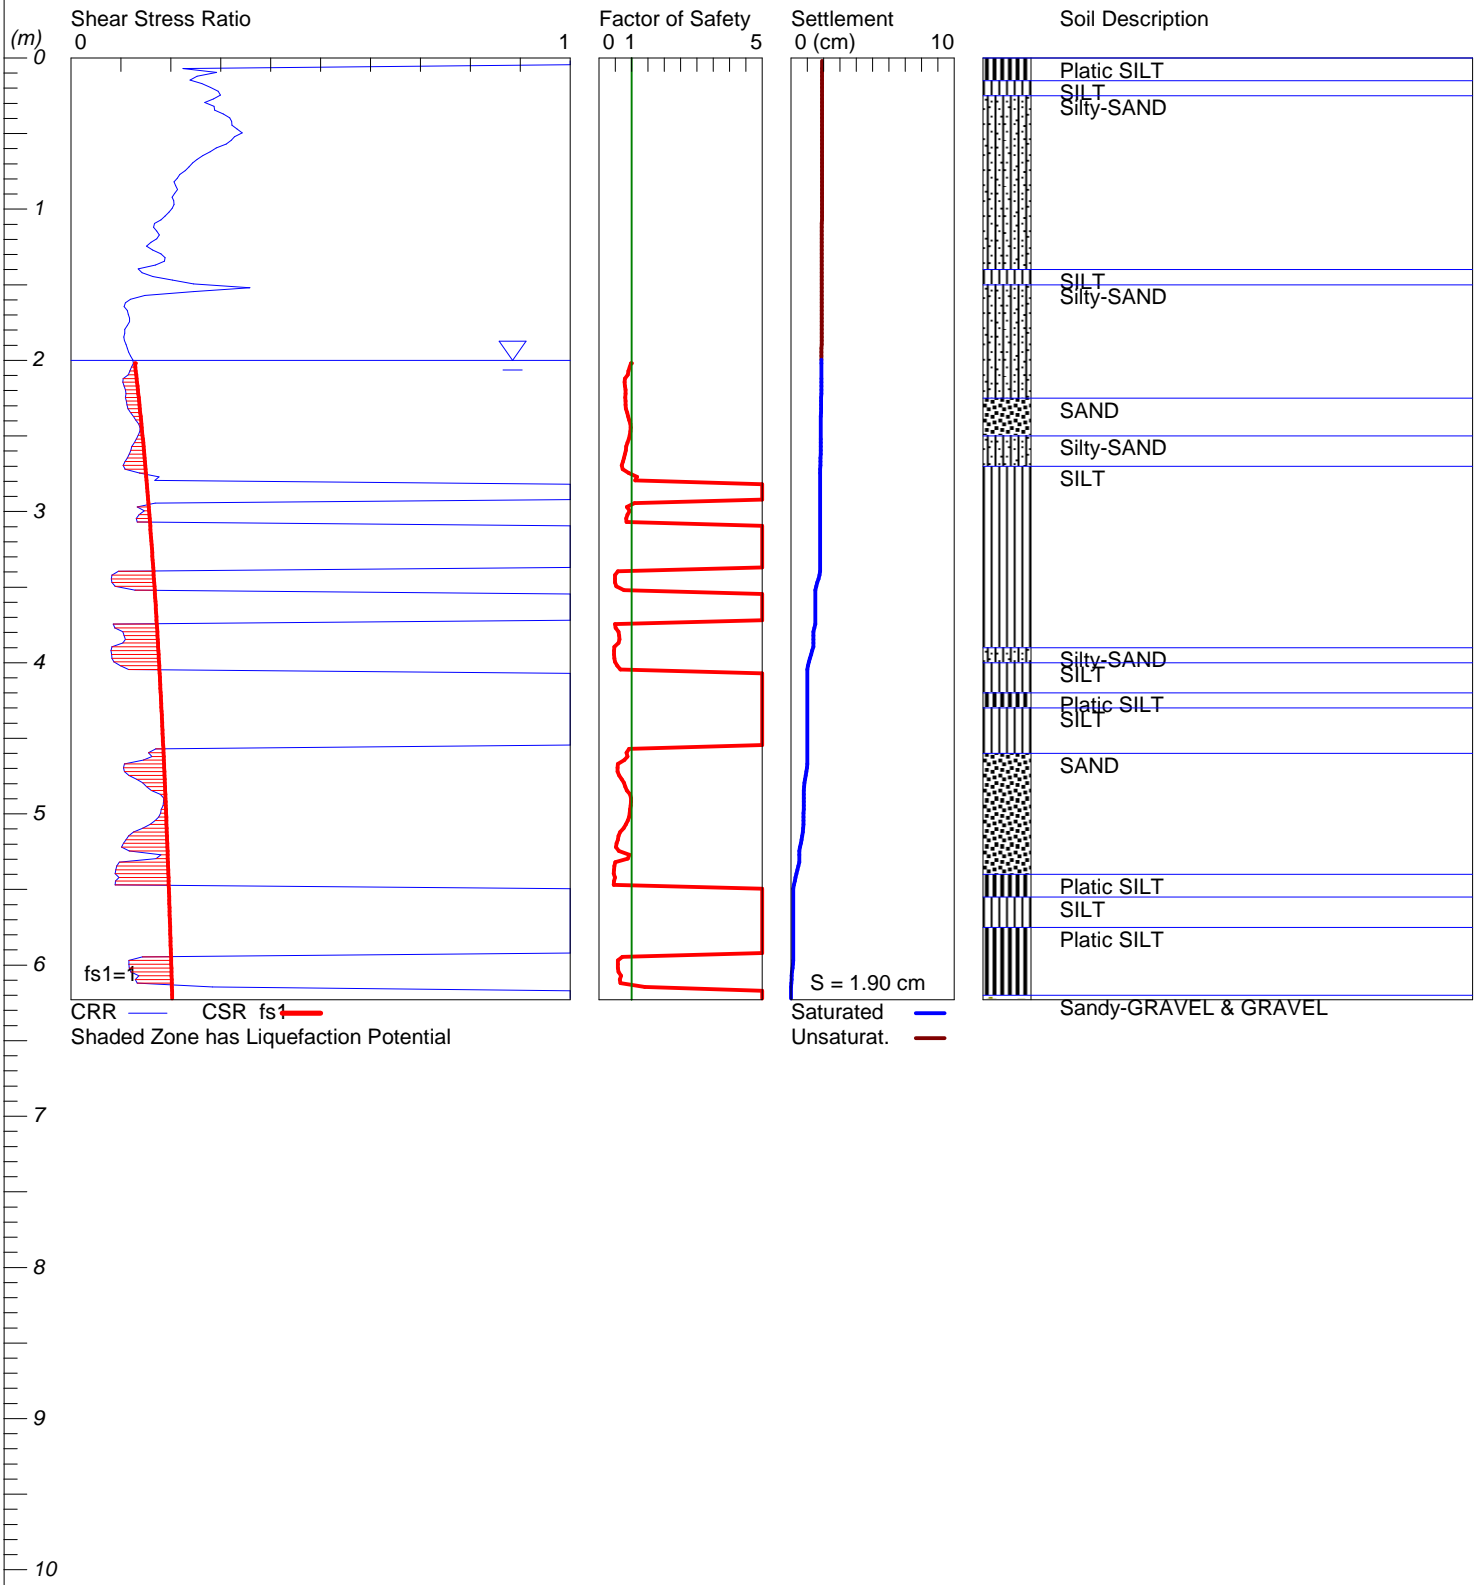 Shear Stress Ratio Factor of Safety Settlement Soil Description
(m) 0 1 0 1 5 0 (cm) 10
0
Platic SILT
SILT
Silty-SAND
1
SILT
Silty-SAND
2
SAND
Silty-SAND
SILT
3
4
Silty-SAND
SILT
Platic SILT
SILT
SAND
5
Platic SILT
SILT
Platic SILT
6
fs1=1
S = 1.90 cm
CRR CSR fs1 Saturated Sandy-GRAVEL & GRAVEL
Shaded Zone has Liquefaction Potential Unsaturat.
7
8
9
10